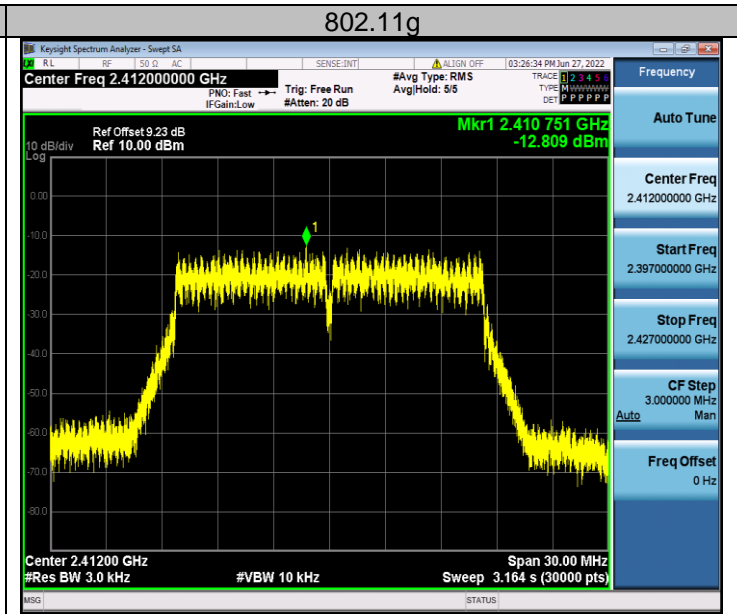 802.11g
Keysight Spectrum Analyzer - Swept SA
RL RF 50 Ω AC SENSE:INT ALIGN OFF 03:26:34 PM Jun 27, 2022
Center Freq 2.412000000 GHz
PNO: Fast
IFGain:Low
Trig: Free Run
#Atten: 20 dB
#Avg Type: RMS
Avg|Hold: 5/5
TRACE 1 2 3 4 5 6
TYPE M WWWWW
DET P P P P P P
Frequency
Ref Offset 9.23 dB
10 dB/div Ref 10.00 dBm
Log
Mkr1 2.410 751 GHz
-12.809 dBm
0.00
-10.0
-20.0
-30.0
-40.0
-50.0
-60.0
-70.0
-80.0
1
Center 2.41200 GHz Span 30.00 MHz
#Res BW 3.0 kHz #VBW 10 kHz Sweep 3.164 s (30000 pts)
Auto Tune
Center Freq
2.412000000 GHz
Start Freq
2.397000000 GHz
Stop Freq
2.427000000 GHz
CF Step
3.000000 MHz
Auto Man
Freq Offset
0 Hz
MSG STATUS